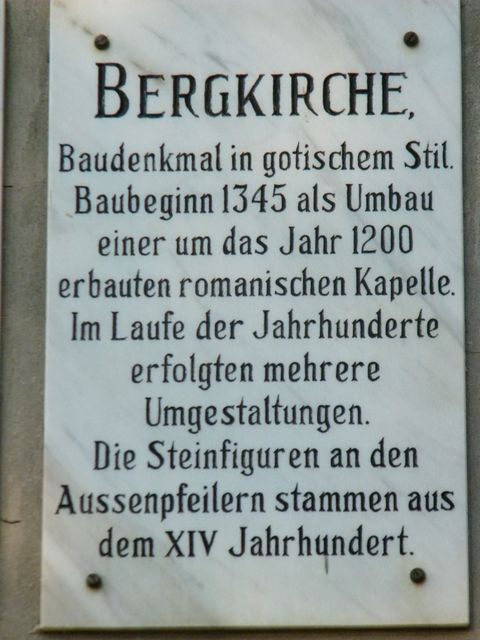 BERGKIRCHE,
Baudenkmal in gotischem Stil.
Baubeginn 1345 als Umbau
einer um das Jahr 1200
erbauten romanischen Kapelle.
Im Laufe der Jahrhunderte
erfolgten mehrere
Umgestaltungen.
Die Steinfiguren an den
Aussenpfeilern stammen aus
dem XIV Jahrhundert.